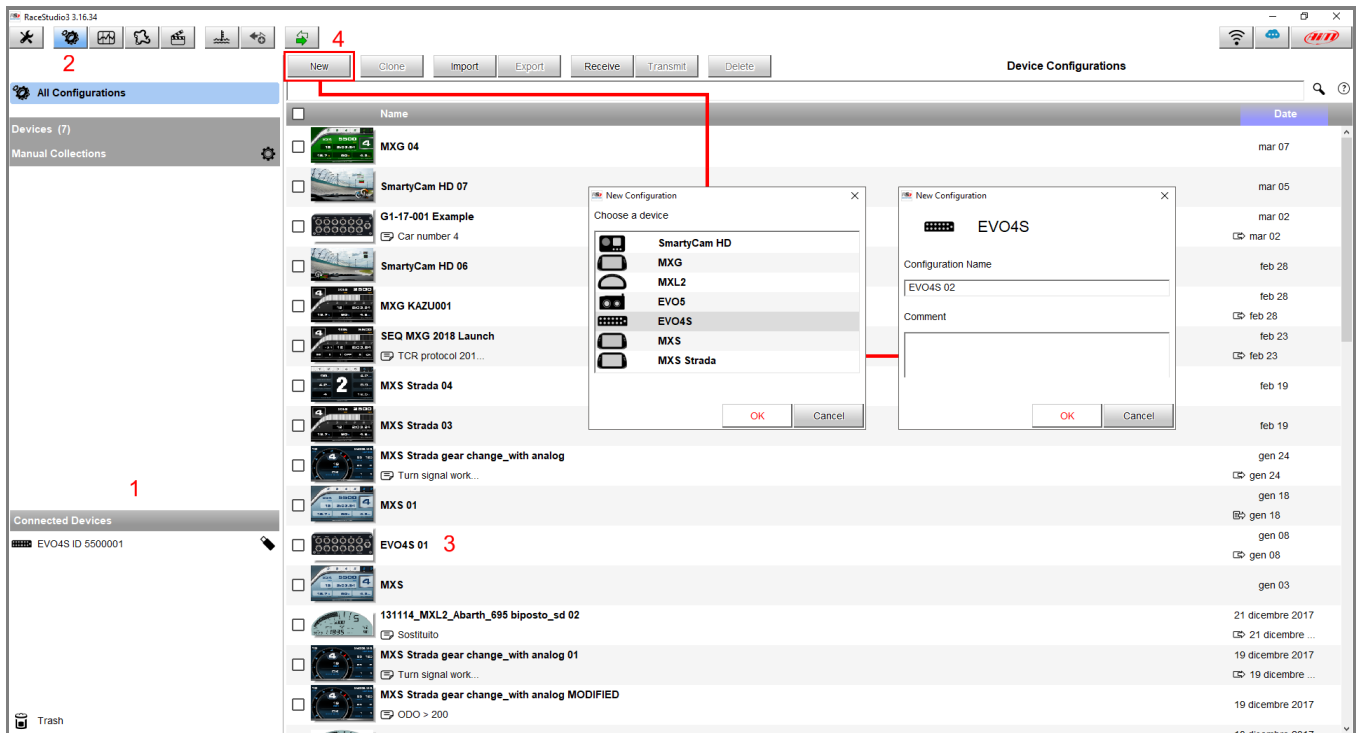 RaceStudio3 3.16.34
2
4
New Clone Import Export Receive Transmit Delete
Device Configurations
All Configurations
Devices (7)
Manual Collections
Name Date
MXG 04 mar 07
SmartyCam HD 07 mar 05
G1-17-001 Example mar 02
Car number 4 mar 02
SmartyCam HD 06 feb 28
MXG KAZU001 feb 28
feb 28
SEQ MXG 2018 Launch feb 23
TCR protocol 201... feb 23
MXS Strada 04 feb 19
MXS Strada 03 feb 19
MXS Strada gear change_with analog gen 24
Turn signal work... gen 24
MXS 01 gen 18
gen 18
EVO4S 01 3 gen 08
gen 08
MXS gen 03
131114_MXL2_Abarth_695 biposto_sd 02 21 dicembre 2017
Sostituito 21 dicembre ...
MXS Strada gear change_with analog 01 19 dicembre 2017
Turn signal work... 19 dicembre ...
MXS Strada gear change_with analog MODIFIED 19 dicembre 2017
ODO > 200
New Configuration
Choose a device
SmartyCam HD
MXG
MXL2
EVO5
EVO4S
MXS
MXS Strada
OK Cancel
New Configuration
EVO4S
Configuration Name
EVO4S 02
Comment
OK Cancel
1
Connected Devices
EVO4S ID 5500001
Trash